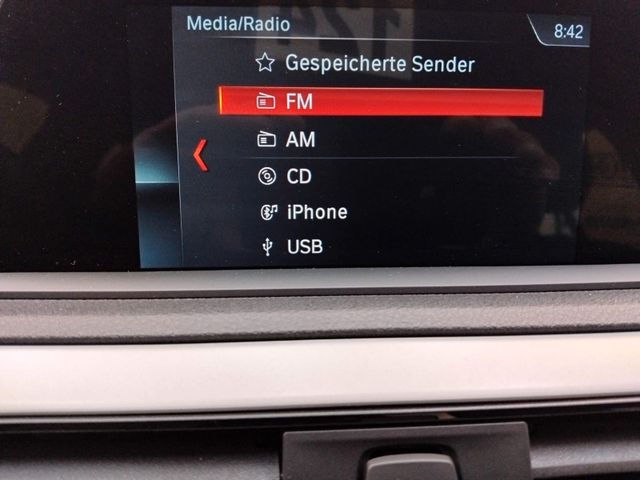 Media/Radio
8:42
Gespeicherte Sender
FM
AM
CD
iPhone
USB